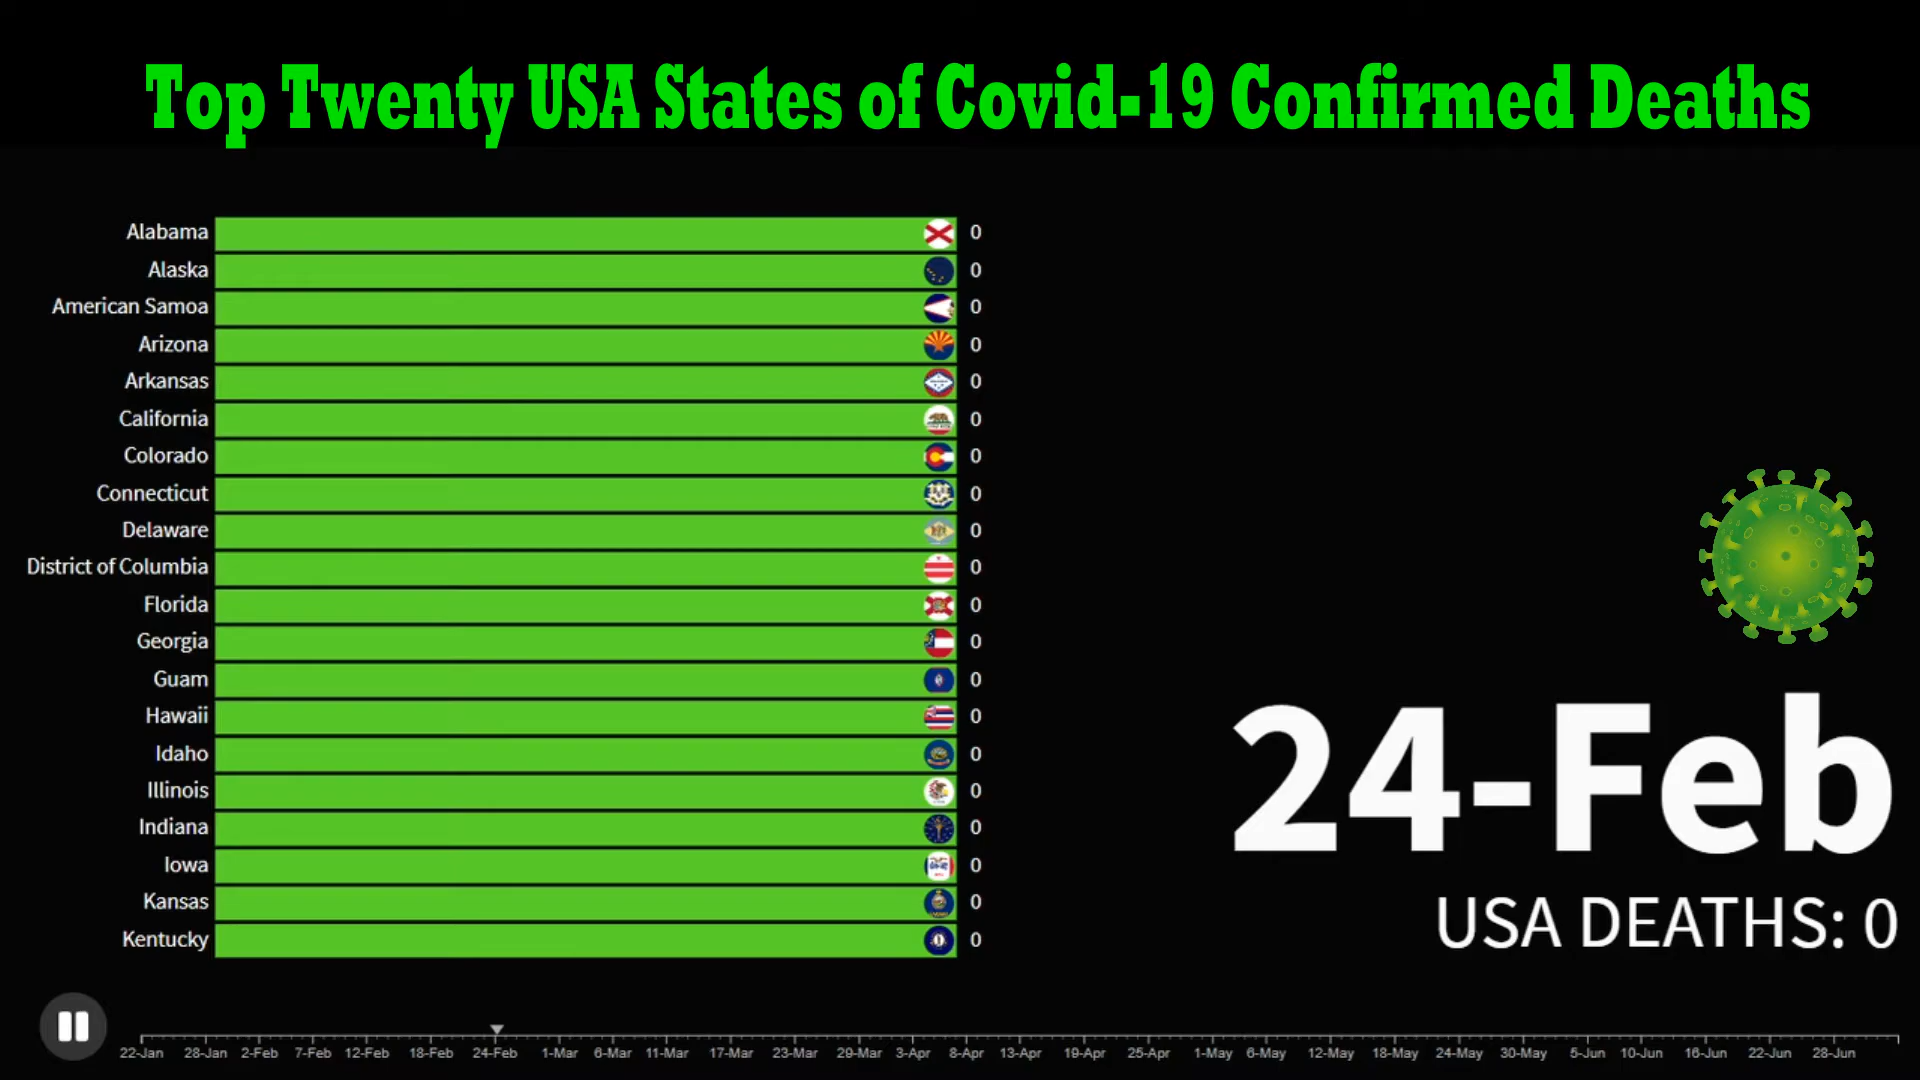 Top Twenty USA States of Covid-19 Confirmed Deaths
Alabama 0
Alaska 0
American Samoa 0
Arizona 0
Arkansas 0
California 0
Colorado 0
Connecticut 0
Delaware 0
District of Columbia 0
Florida 0
Georgia 0
Guam 0
Hawaii 0
Idaho 0
Illinois 0
Indiana 0
Iowa 0
Kansas 0
Kentucky 0
24-Feb
USA DEATHS: 0
22-Jan 28-Jan 2-Feb 7-Feb 12-Feb 18-Feb 24-Feb 1-Mar 6-Mar 11-Mar 17-Mar 23-Mar 29-Mar 3-Apr 8-Apr 13-Apr 19-Apr 25-Apr 1-May 6-May 12-May 18-May 24-May 30-May 5-Jun 10-Jun 16-Jun 22-Jun 28-Jun